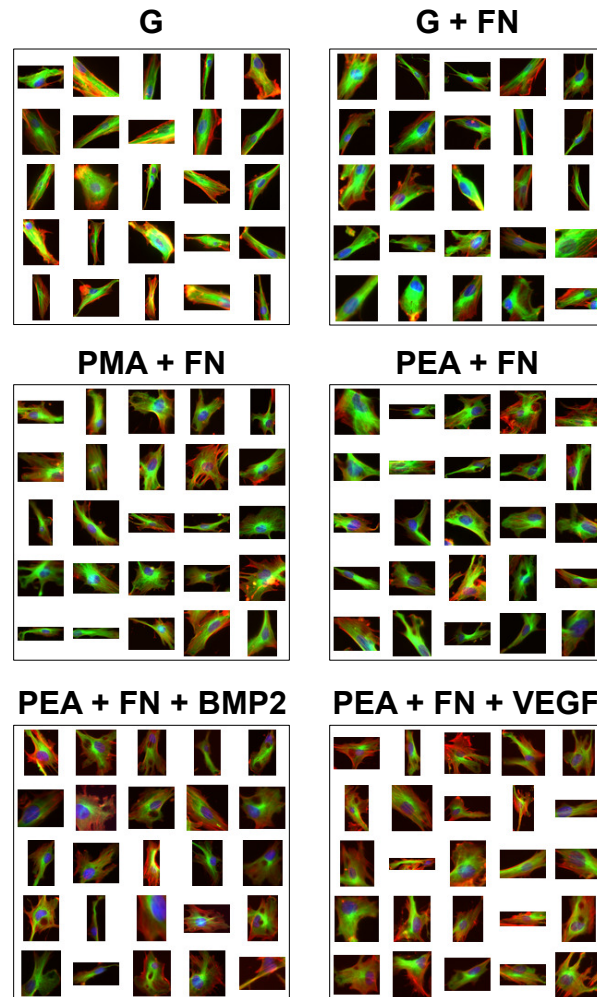 G
G + FN
PMA + FN
PEA + FN
PEA + FN + BMP2
PEA + FN + VEGF